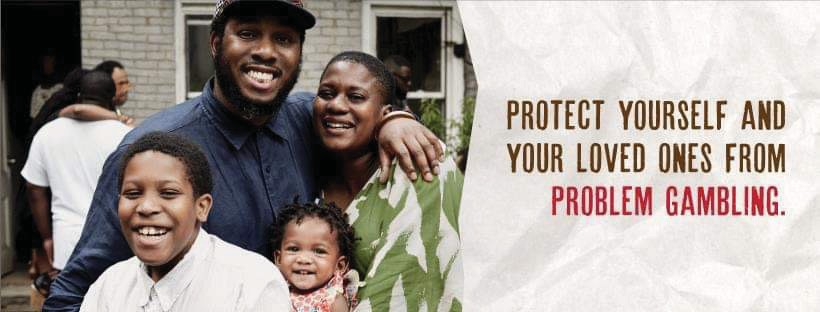 PROTECT YOURSELF AND
YOUR LOVED ONES FROM
PROBLEM GAMBLING.